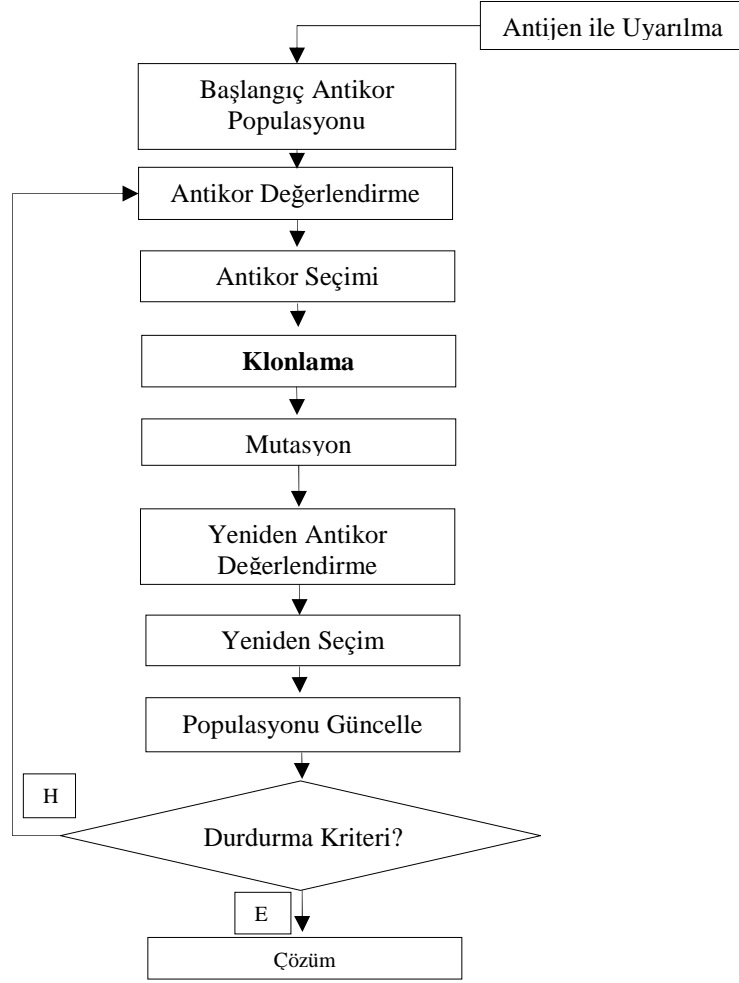 Antijen ile Uyarılma
Başlangıç Antikor
Populasyonu
Antikor Değerlendirme
Antikor Seçimi
Klonlama
Mutasyon
Yeniden Antikor
Değerlendirme
Yeniden Seçim
Populasyonu Güncelle
H
Durdurma Kriteri?
E
Çözüm